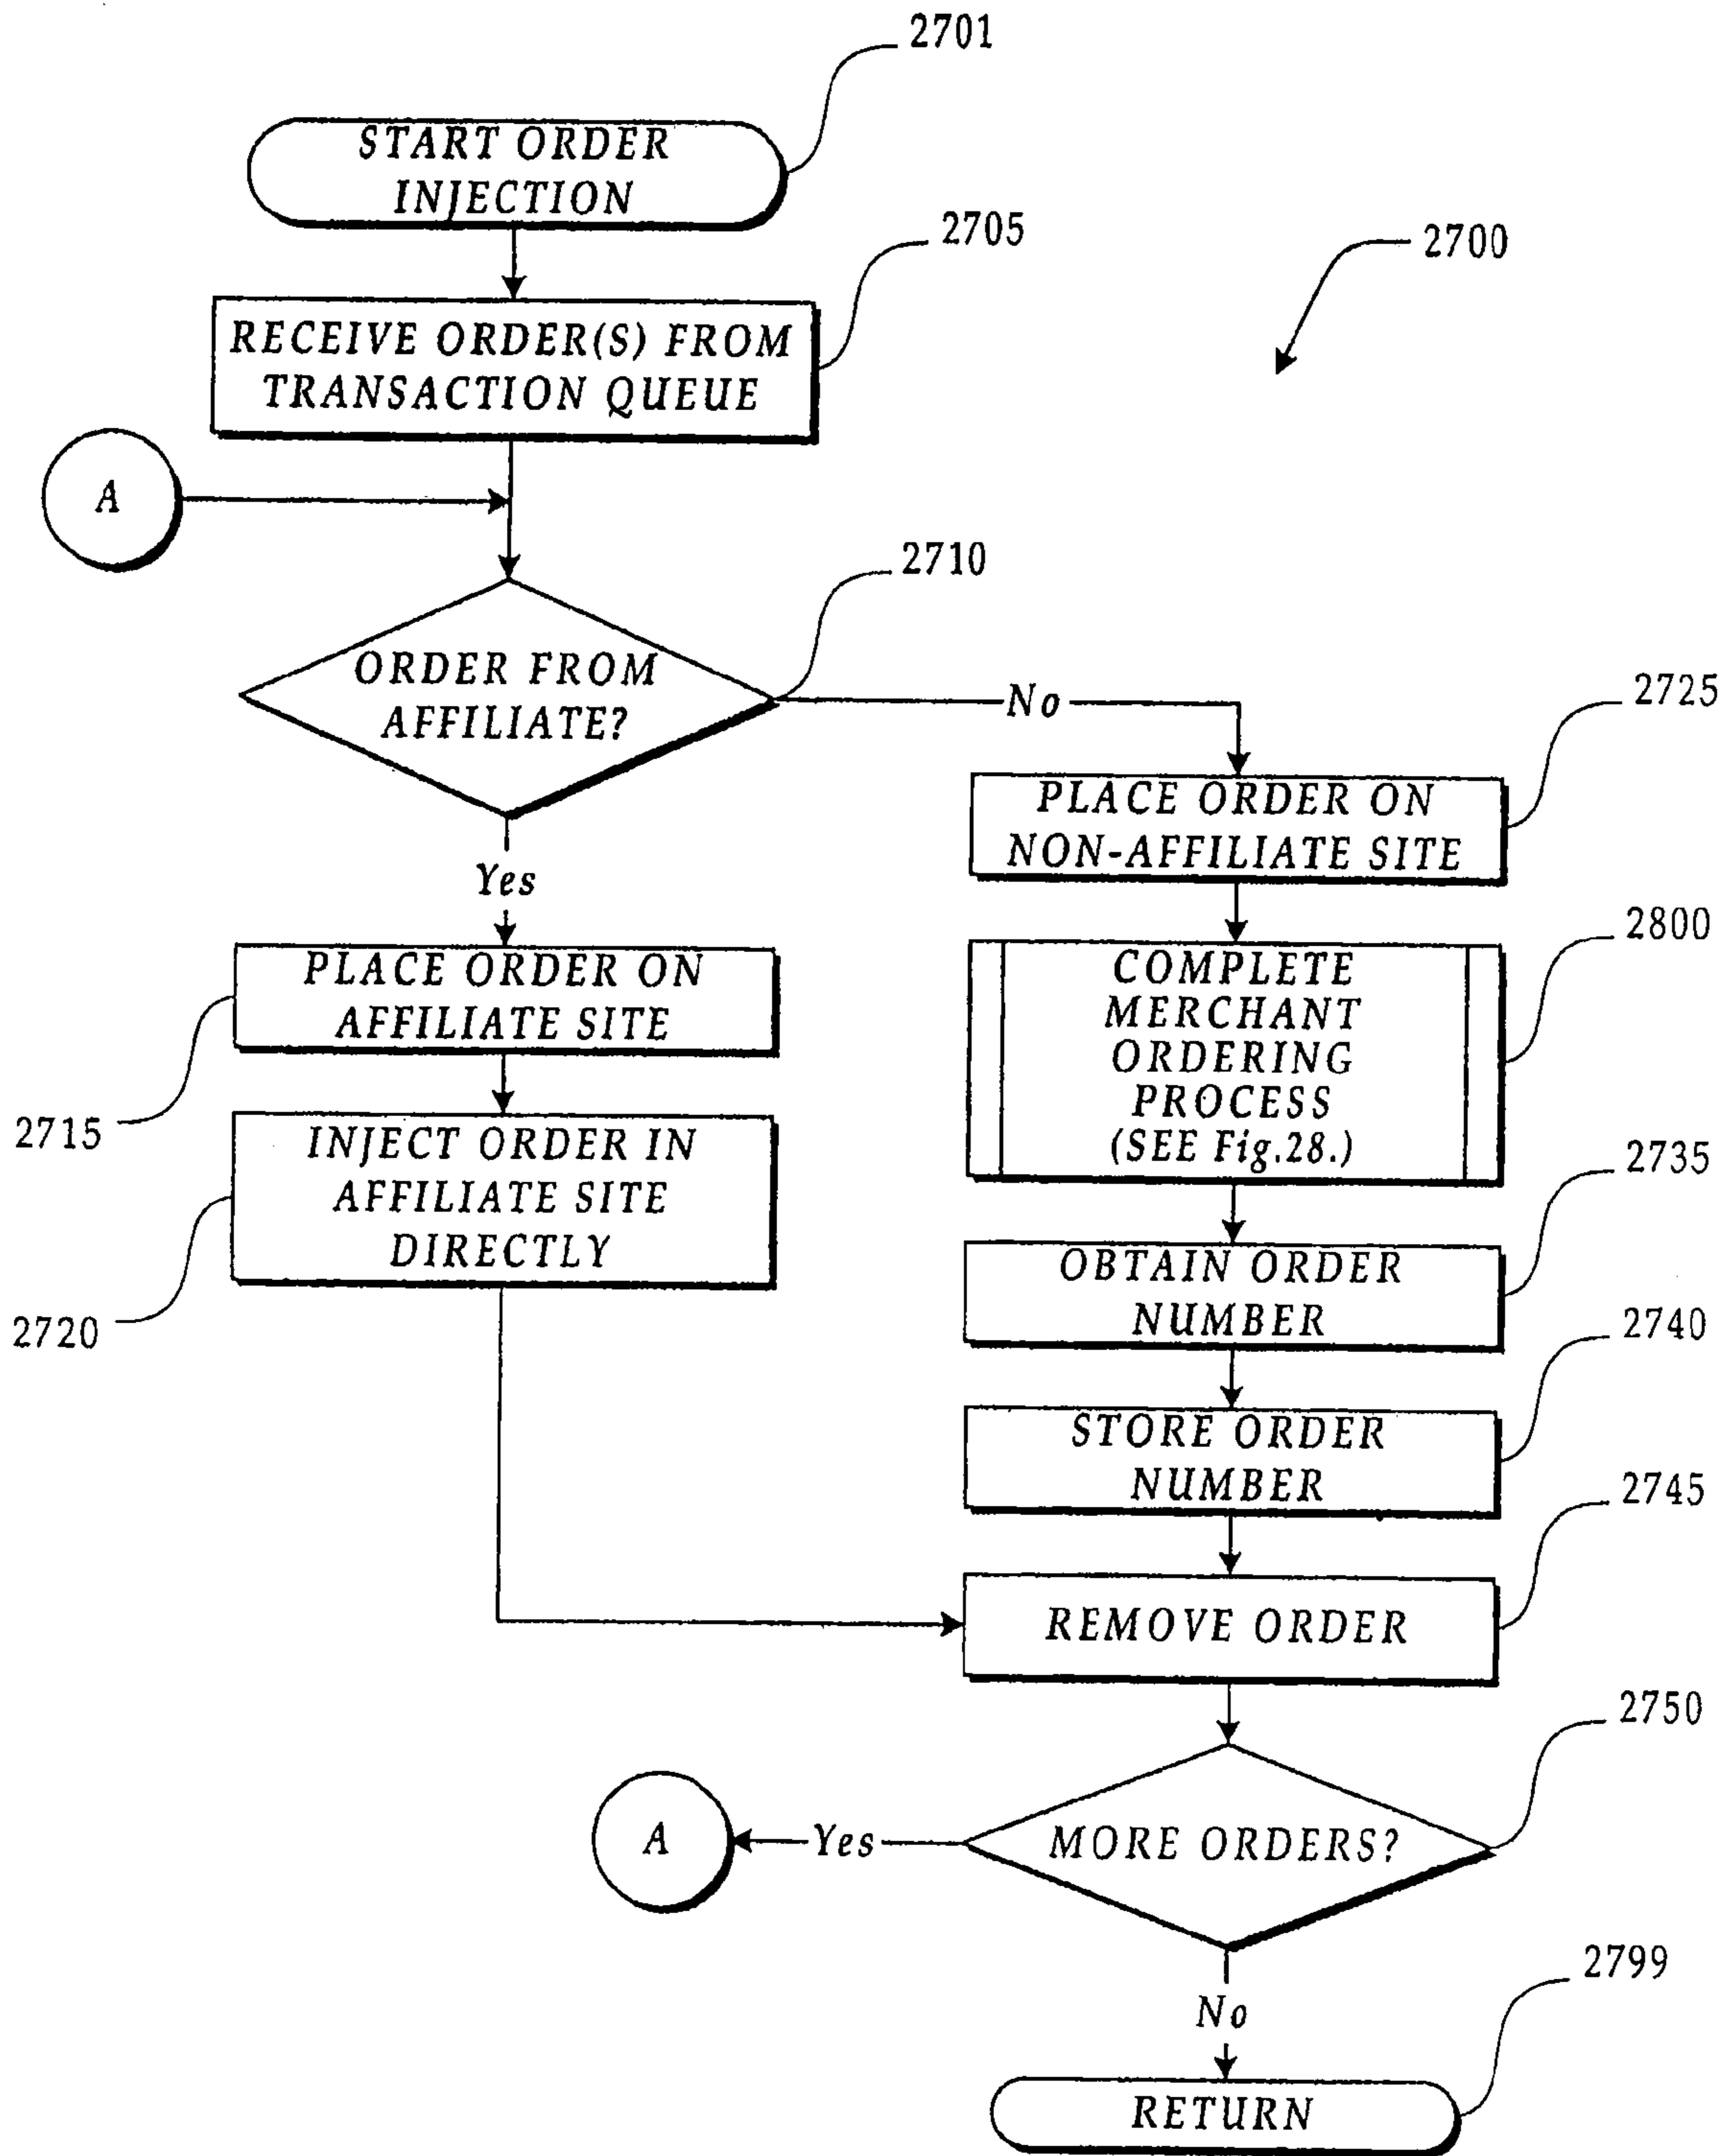 2701
START ORDER
INJECTION
2705
2700
RECEIVE ORDER(S) FROM
TRANSACTION QUEUE
A
2710
ORDER FROM
AFFILIATE?
No
2725
PLACE ORDER ON
NON-AFFILIATE SITE
Yes
2800
PLACE ORDER ON
AFFILIATE SITE
2715
COMPLETE
MERCHANT
ORDERING
PROCESS
(SEE Fig.28.)
INJECT ORDER IN
AFFILIATE SITE
DIRECTLY
2720
2735
OBTAIN ORDER
NUMBER
2740
STORE ORDER
NUMBER
2745
REMOVE ORDER
2750
MORE ORDERS?
Yes
A
No
2799
RETURN